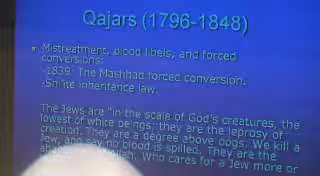 Qajars (1796-1848)
Mistreatment, blood libels, and forced
conversions:
-1839: The Mashhad forced conversion.
-Shi'ite inheritance law.
The Jews are "in the scale of God's creatures, the
lowest of white beings; they are the leprosy of
creation. They are a degree above dogs. We kill a
Jew, and say no blood is spilled. They are the
Who cares for a Jew more or